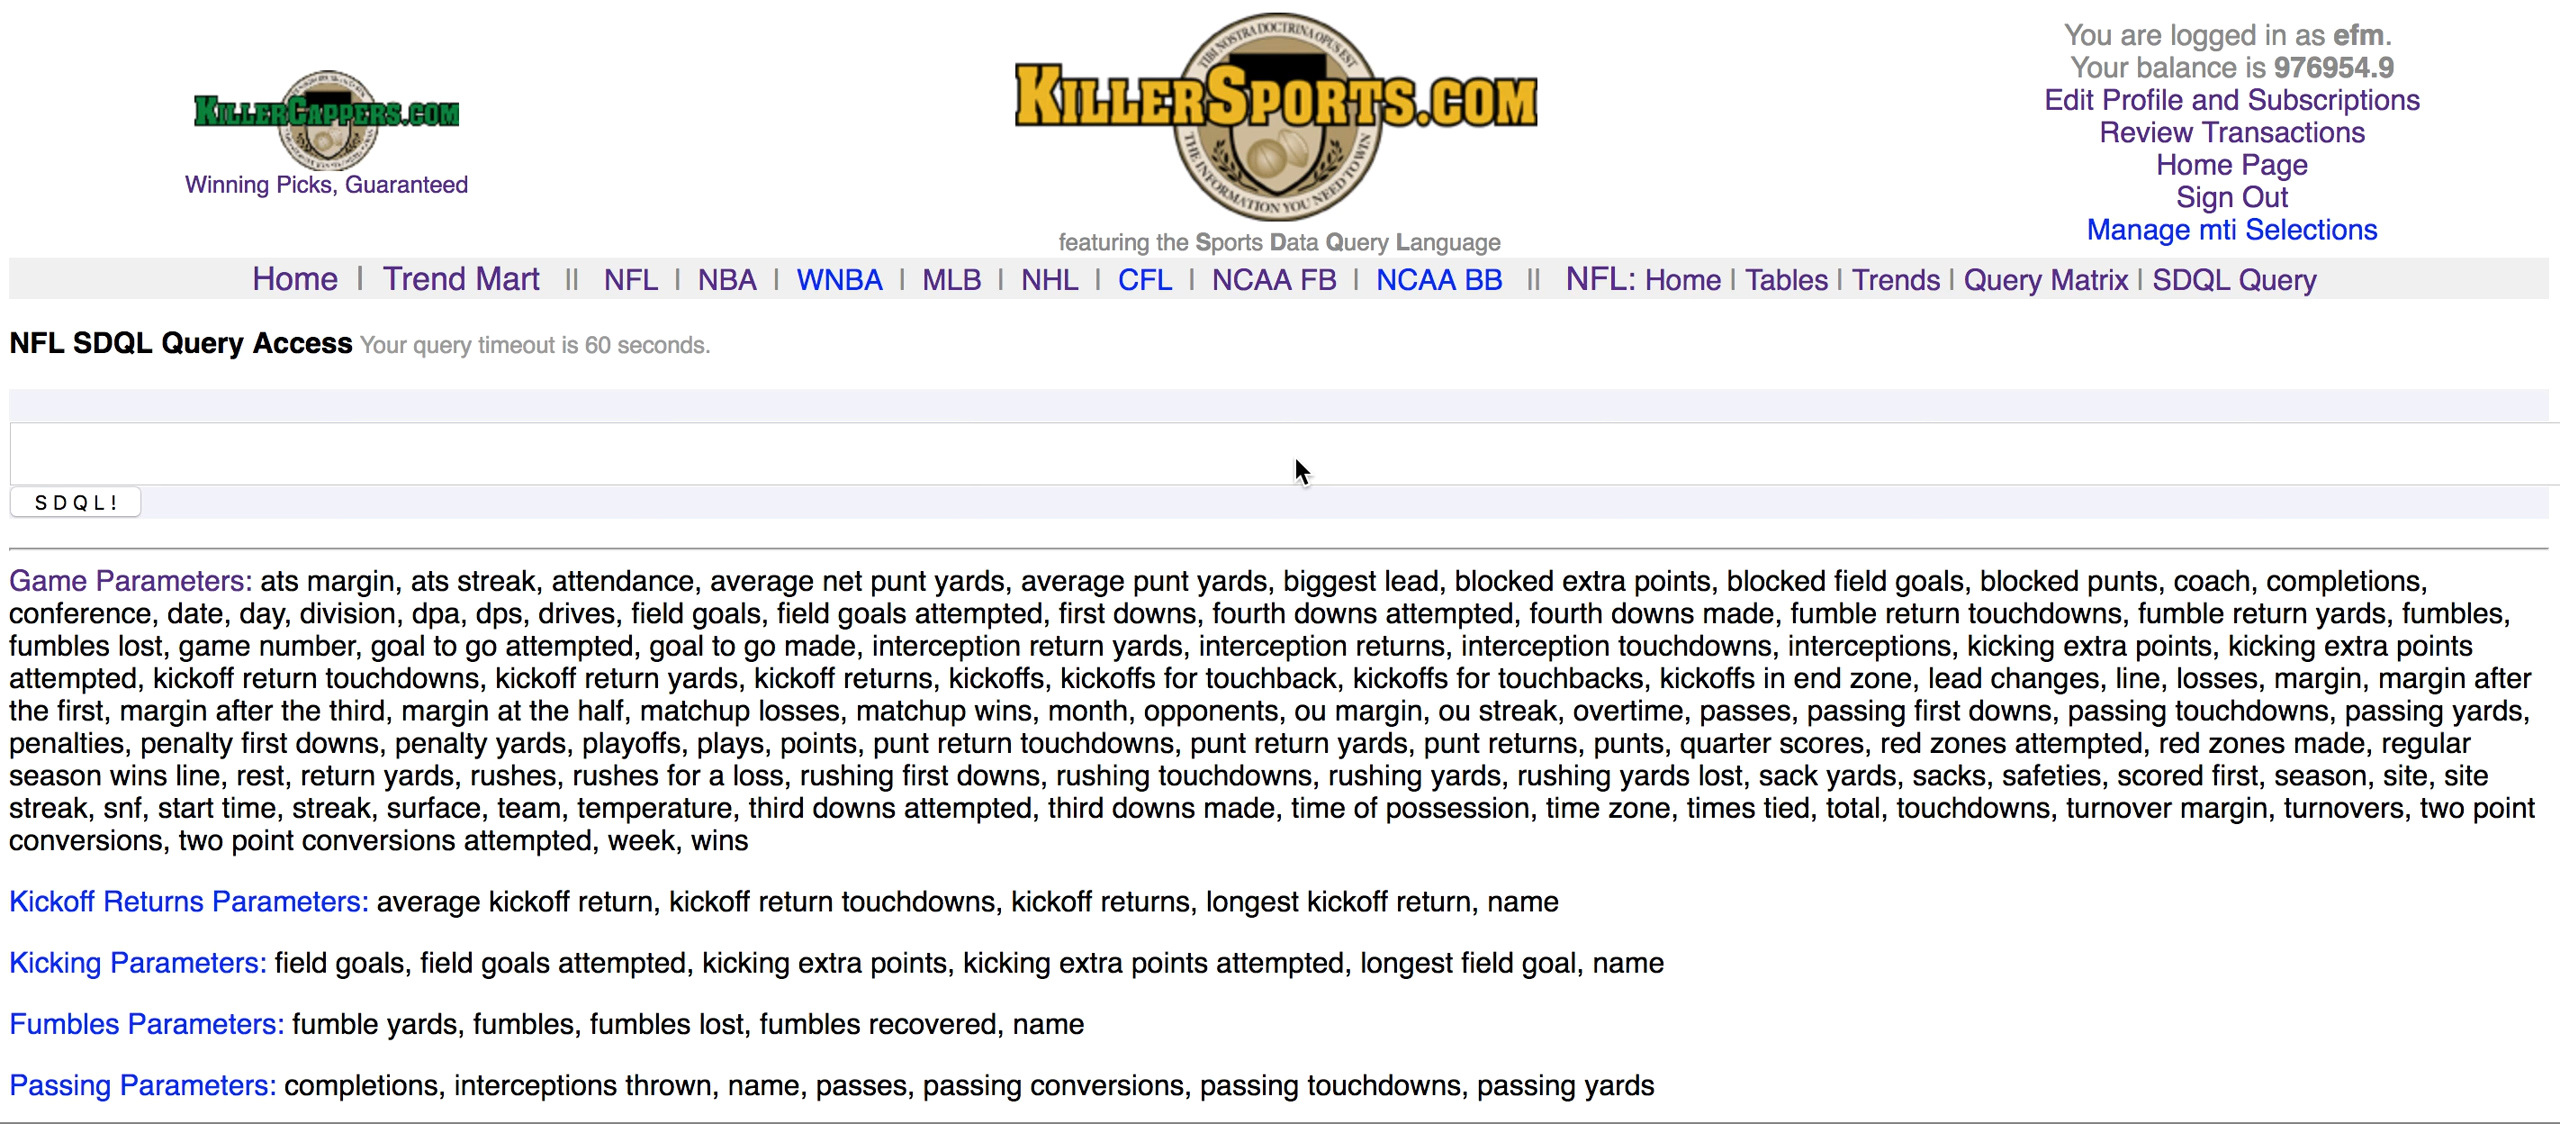 KILLERCAPPERS.COM
Winning Picks, Guaranteed
TIBI NOSTRA DOCTRINA OPUS EST
KILLERSPORTS.COM
THE INFORMATION YOU NEED TO WIN
featuring the Sports Data Query Language
You are logged in as efm.
Your balance is 976954.9
Edit Profile and Subscriptions
Review Transactions
Home Page
Sign Out
Manage mti Selections
Home | Trend Mart || NFL | NBA | WNBA | MLB | NHL | CFL | NCAA FB | NCAA BB || NFL: Home | Tables | Trends | Query Matrix | SDQL Query
NFL SDQL Query Access Your query timeout is 60 seconds.
S D Q L !
Game Parameters: ats margin, ats streak, attendance, average net punt yards, average punt yards, biggest lead, blocked extra points, blocked field goals, blocked punts, coach, completions,
conference, date, day, division, dpa, dps, drives, field goals, field goals attempted, first downs, fourth downs attempted, fourth downs made, fumble return touchdowns, fumble return yards, fumbles,
fumbles lost, game number, goal to go attempted, goal to go made, interception return yards, interception returns, interception touchdowns, interceptions, kicking extra points, kicking extra points
attempted, kickoff return touchdowns, kickoff return yards, kickoff returns, kickoffs, kickoffs for touchback, kickoffs for touchbacks, kickoffs in end zone, lead changes, line, losses, margin, margin after
the first, margin after the third, margin at the half, matchup losses, matchup wins, month, opponents, ou margin, ou streak, overtime, passes, passing first downs, passing touchdowns, passing yards,
penalties, penalty first downs, penalty yards, playoffs, plays, points, punt return touchdowns, punt return yards, punt returns, punts, quarter scores, red zones attempted, red zones made, regular
season wins line, rest, return yards, rushes, rushes for a loss, rushing first downs, rushing touchdowns, rushing yards, rushing yards lost, sack yards, sacks, safeties, scored first, season, site, site
streak, snf, start time, streak, surface, team, temperature, third downs attempted, third downs made, time of possession, time zone, times tied, total, touchdowns, turnover margin, turnovers, two point
conversions, two point conversions attempted, week, wins
Kickoff Returns Parameters: average kickoff return, kickoff return touchdowns, kickoff returns, longest kickoff return, name
Kicking Parameters: field goals, field goals attempted, kicking extra points, kicking extra points attempted, longest field goal, name
Fumbles Parameters: fumble yards, fumbles, fumbles lost, fumbles recovered, name
Passing Parameters: completions, interceptions thrown, name, passes, passing conversions, passing touchdowns, passing yards